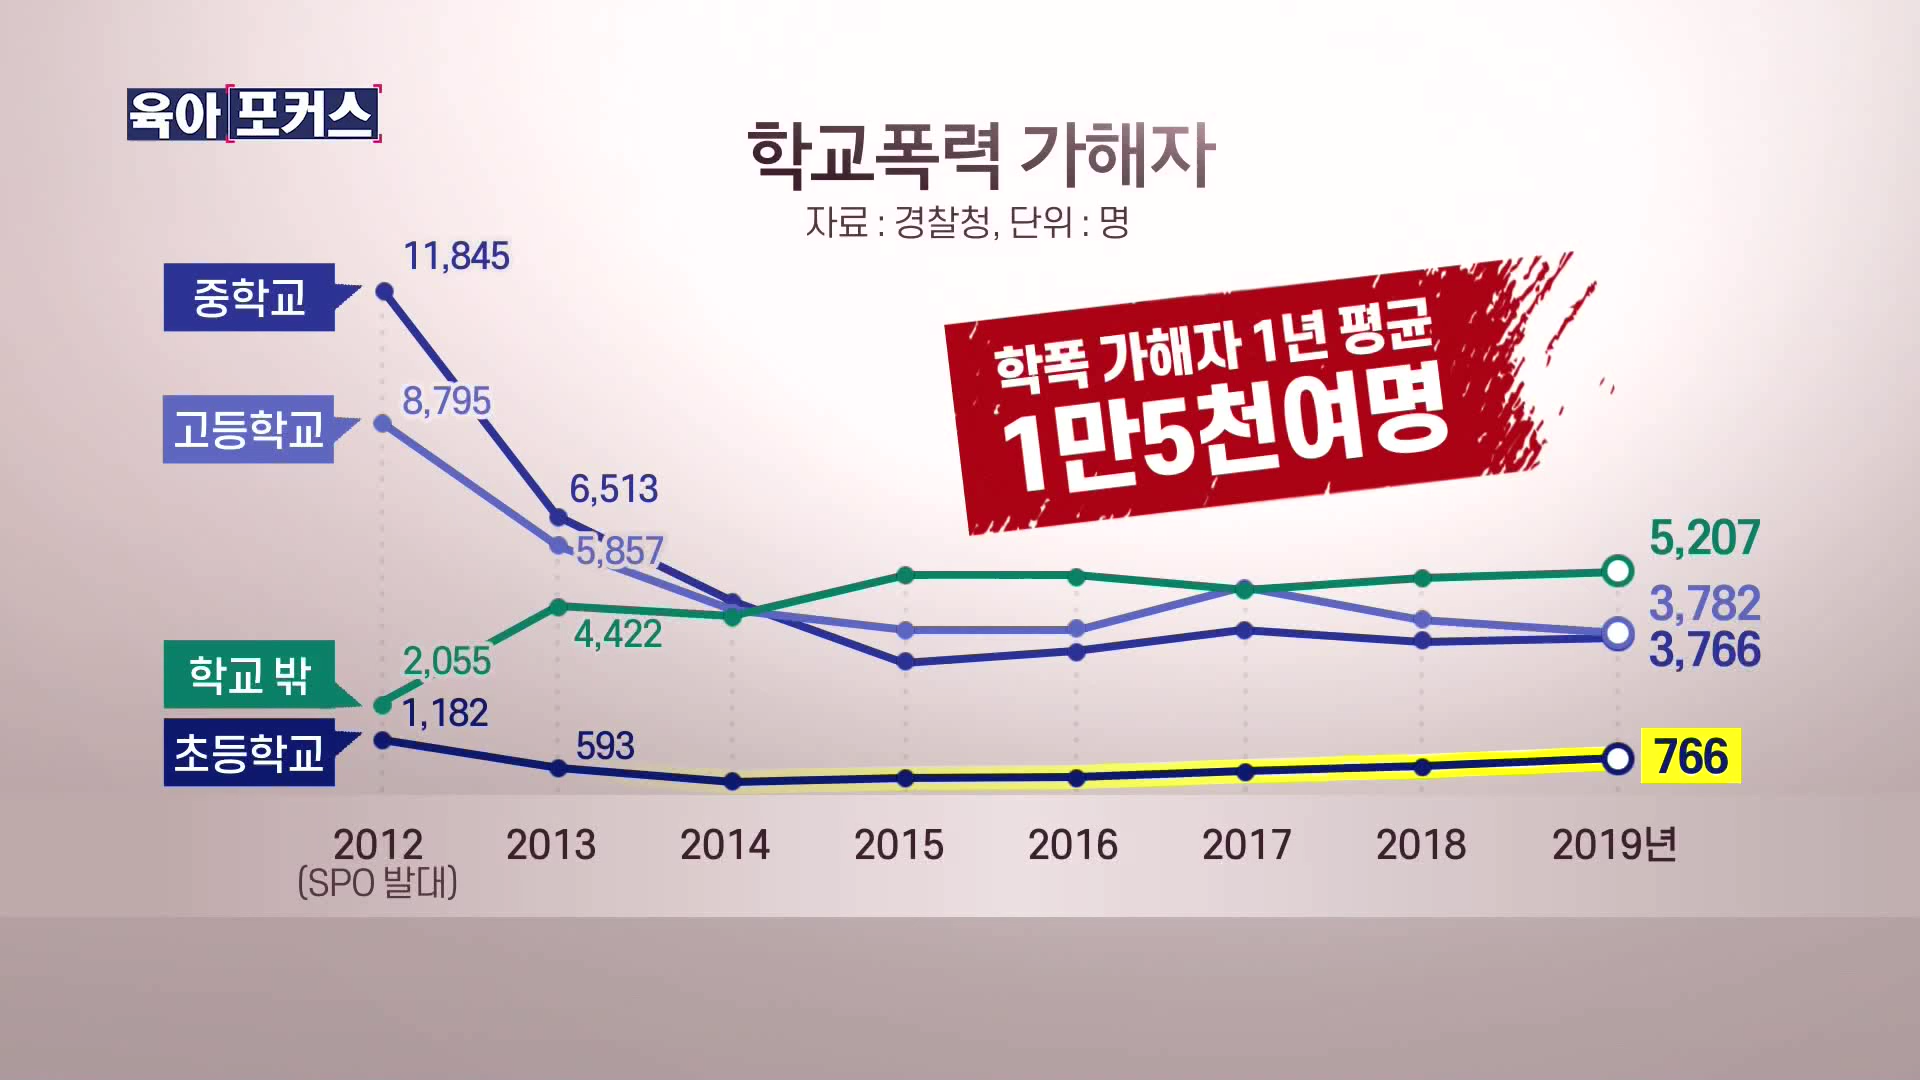 육아포커스
학교폭력 가해자
자료 : 경찰청, 단위 : 명
학폭 가해자 1년 평균
1만5천여명
중학교
11,845
6,513
3,766
고등학교
8,795
5,857
3,782
학교 밖
2,055
4,422
5,207
초등학교
1,182
593
766
2012 2013 2014 2015 2016 2017 2018 2019년
(SPO 발대)